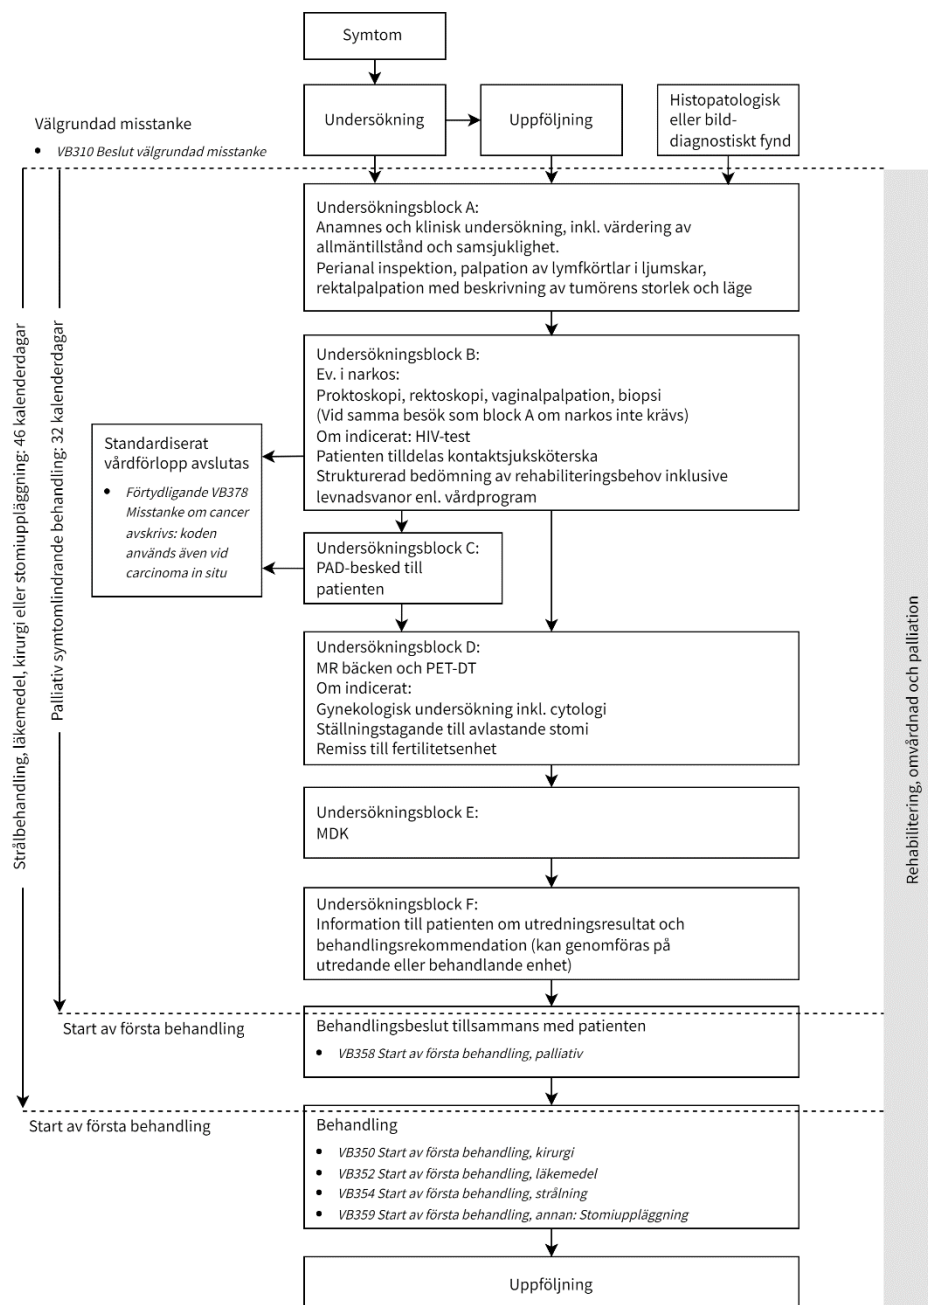 Symtom
Undersökning
Uppföljning
Histopatologisk
eller bild-
diagnostiskt fynd
Välgrundad misstanke
• VB310 Beslut välgrundad misstanke
Undersökningsblock A:
Anamnes och klinisk undersökning, inkl. värdering av
allmäntillstånd och samsjuklighet.
Perianal inspektion, palpation av lymfkörtlar i ljumskar,
rektalpalpation med beskrivning av tumörens storlek och läge
Undersökningsblock B:
Ev. i narkos:
Proktoskopi, rektoskopi, vaginalpalpation, biopsi
(Vid samma besök som block A om narkos inte krävs)
Om indicerat: HIV-test
Patienten tilldelas kontaktsjuksköterska
Strukturerad bedömning av rehabiliteringsbehov inklusive
levnadsvanor enl. vårdprogram
Standardiserat
vårdförlopp avslutas
• Förtydligande VB378
Misstanke om cancer
avskrivs: koden
används även vid
carcinoma in situ
Undersökningsblock C:
PAD-besked till
patienten
Undersökningsblock D:
MR bäcken och PET-DT
Om indicerat:
Gynekologisk undersökning inkl. cytologi
Ställningstagande till avlastande stomi
Remiss till fertilitetsenhet
Undersökningsblock E:
MDK
Undersökningsblock F:
Information till patienten om utredningsresultat och
behandlingsrekommendation (kan genomföras på
utredande eller behandlande enhet)
Strålbehandling, läkemedel, kirurgi eller stomiuppläggning: 46 kalenderdagar
Palliativ symtomlindrande behandling: 32 kalenderdagar
Rehabilitering, omvårdnad och palliation
Start av första behandling
Behandlingsbeslut tillsammans med patienten
• VB358 Start av första behandling, palliativ
Start av första behandling
Behandling
• VB350 Start av första behandling, kirurgi
• VB352 Start av första behandling, läkemedel
• VB354 Start av första behandling, strålning
• VB359 Start av första behandling, annan: Stomiuppläggning
Uppföljning